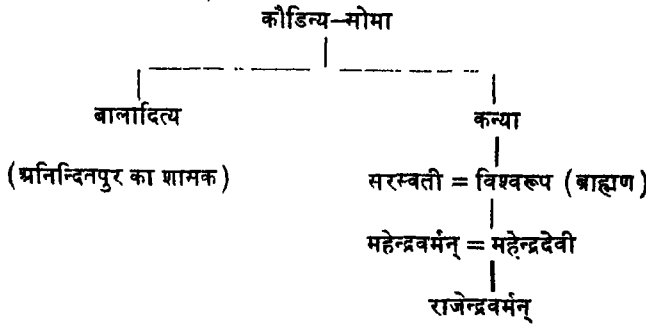 कौडिन्य–सोमा
बालादित्य
कन्या
(अनिन्दितपुर का शासक)
सरस्वती = विश्वरूप (ब्राह्मण)
महेन्द्रवर्मन् = महेन्द्रदेवी
राजेन्द्रवर्मन्